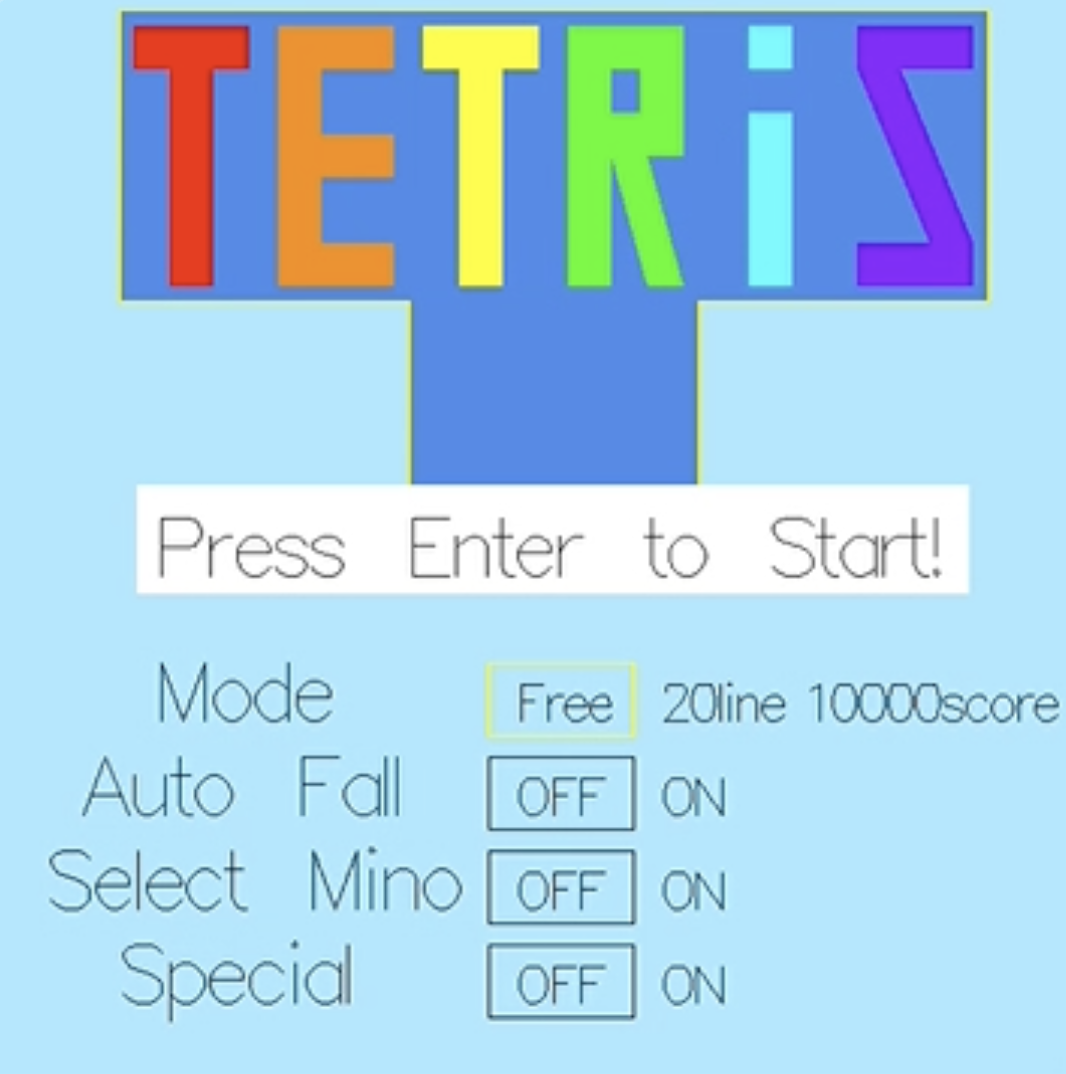 TETRiS
Press Enter to Start!
Mode Free 20line 10000score
Auto Fall OFF ON
Select Mino OFF ON
Special OFF ON